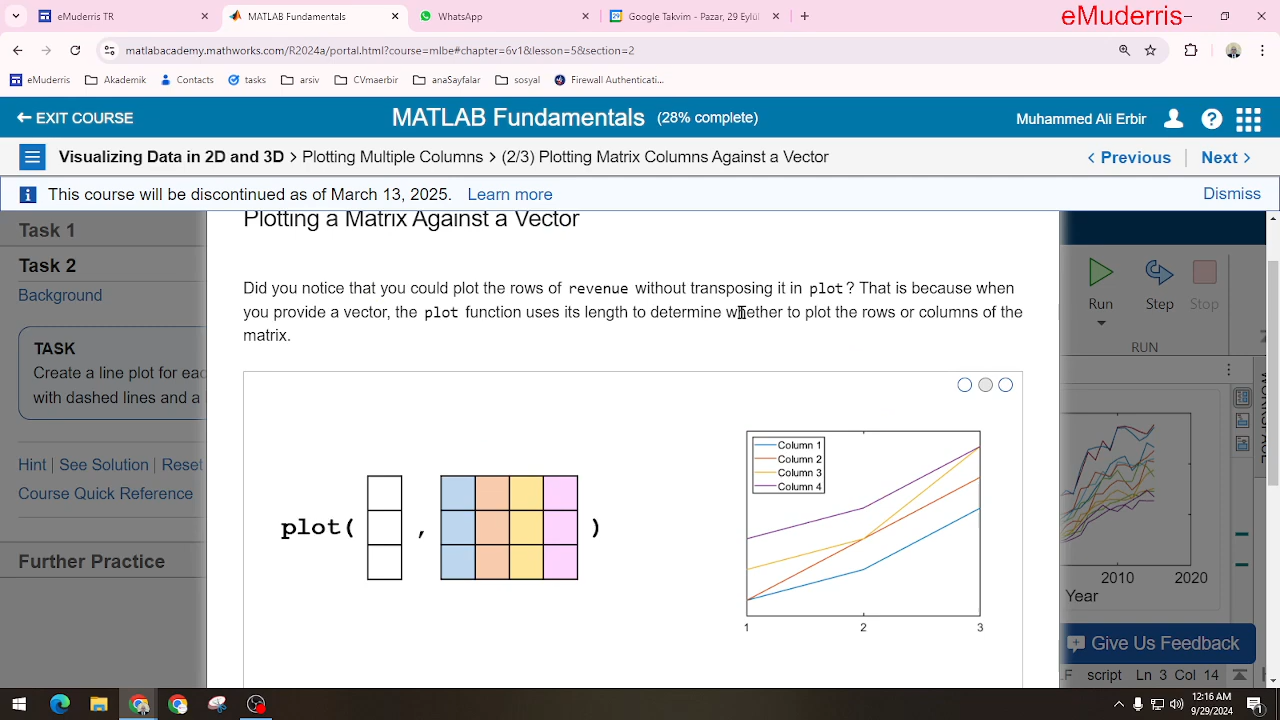 eMuderris TR
MATLAB Fundamentals
WhatsApp
Google Takvim - Pazar, 29 Eylül
eMuderris
matlabacademy.mathworks.com/R2024a/portal.html?course=mlbe#chapter=6v1&lesson=5&section=2
eMuderris
Akademik
Contacts
tasks
arsiv
CVmaerbir
anaSayfalar
sosyal
Firewall Authenticati...
EXIT COURSE
MATLAB Fundamentals (28% complete)
Muhammed Ali Erbir
Visualizing Data in 2D and 3D > Plotting Multiple Columns > (2/3) Plotting Matrix Columns Against a Vector
< Previous
Next >
This course will be discontinued as of March 13, 2025. Learn more
Dismiss
Task 1
Task 2
Background
TASK
Create a line plot for eac
with dashed lines and a
Hint | See Solution | Reset
Course Quick Reference
Further Practice
Plotting a Matrix Against a Vector
Did you notice that you could plot the rows of revenue without transposing it in plot? That is because when
you provide a vector, the plot function uses its length to determine whether to plot the rows or columns of the
matrix.
plot( , )
Column 1
Column 2
Column 3
Column 4
1 2 3
Run
Step
Stop
RUN
2010 2020
Year
Give Us Feedback
script Ln 3 Col 14
12:16 AM
9/29/2024